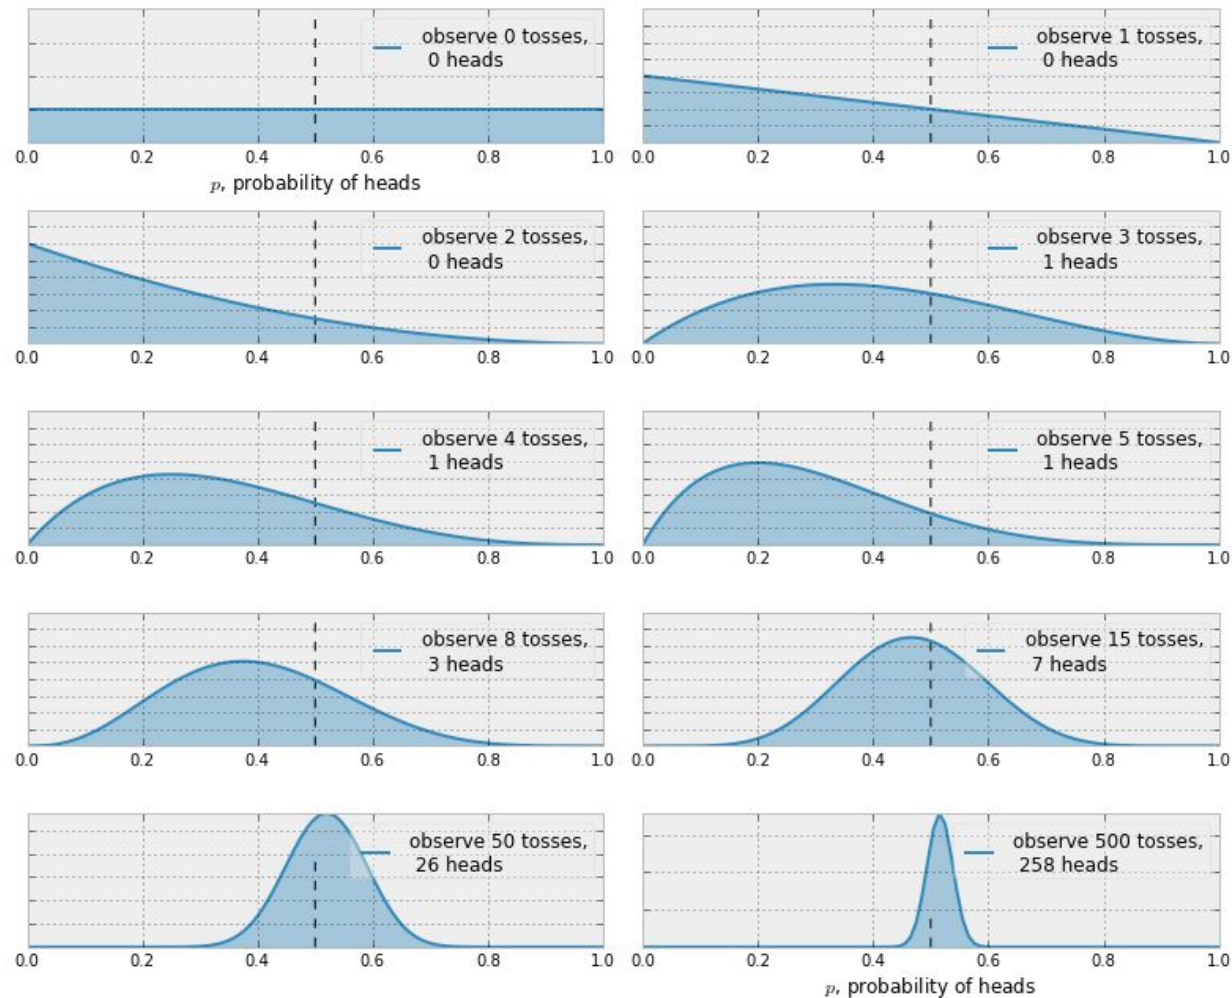 observe 0 tosses,
0 heads
0.0 0.2 0.4 0.6 0.8 1.0
p, probability of heads
observe 1 tosses,
0 heads
0.0 0.2 0.4 0.6 0.8 1.0
observe 2 tosses,
0 heads
0.0 0.2 0.4 0.6 0.8 1.0
observe 3 tosses,
1 heads
0.0 0.2 0.4 0.6 0.8 1.0
observe 4 tosses,
1 heads
0.0 0.2 0.4 0.6 0.8 1.0
observe 5 tosses,
1 heads
0.0 0.2 0.4 0.6 0.8 1.0
observe 8 tosses,
3 heads
0.0 0.2 0.4 0.6 0.8 1.0
observe 15 tosses,
7 heads
0.0 0.2 0.4 0.6 0.8 1.0
observe 50 tosses,
26 heads
0.0 0.2 0.4 0.6 0.8 1.0
observe 500 tosses,
258 heads
0.0 0.2 0.4 0.6 0.8 1.0
p, probability of heads